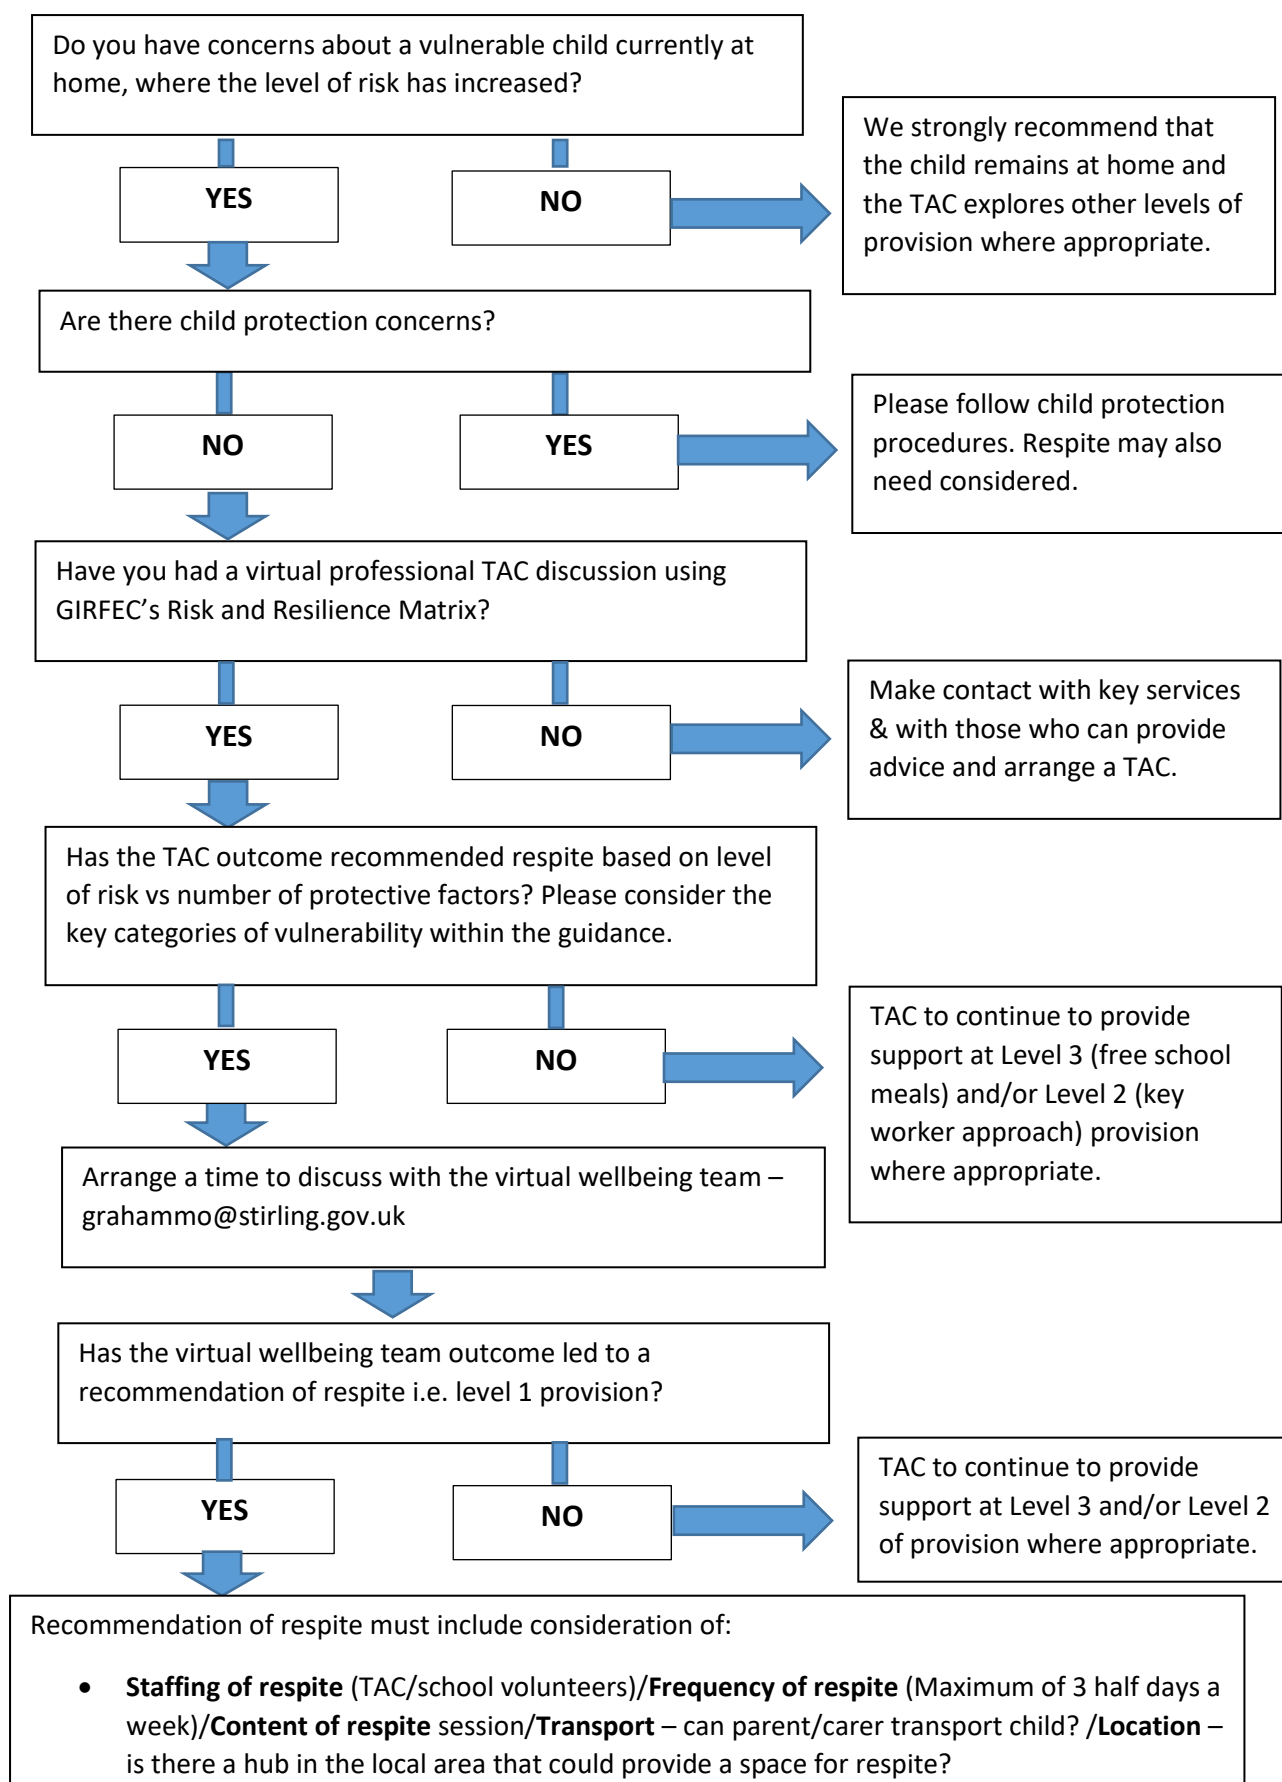 Do you have concerns about a vulnerable child currently at
home, where the level of risk has increased?
We strongly recommend that
the child remains at home and
the TAC explores other levels of
provision where appropriate.
YES
NO
Are there child protection concerns?
Please follow child protection
procedures. Respite may also
need considered.
NO
YES
Have you had a virtual professional TAC discussion using
GIRFEC’s Risk and Resilience Matrix?
Make contact with key services
& with those who can provide
advice and arrange a TAC.
YES
NO
Has the TAC outcome recommended respite based on level
of risk vs number of protective factors? Please consider the
key categories of vulnerability within the guidance.
TAC to continue to provide
support at Level 3 (free school
meals) and/or Level 2 (key
worker approach) provision
where appropriate.
YES
NO
Arrange a time to discuss with the virtual wellbeing team –
grahammo@stirling.gov.uk
Has the virtual wellbeing team outcome led to a
recommendation of respite i.e. level 1 provision?
TAC to continue to provide
support at Level 3 and/or Level 2
of provision where appropriate.
YES
NO
Recommendation of respite must include consideration of:
• Staffing of respite (TAC/school volunteers)/Frequency of respite (Maximum of 3 half days a
week)/Content of respite session/Transport – can parent/carer transport child? /Location –
is there a hub in the local area that could provide a space for respite?